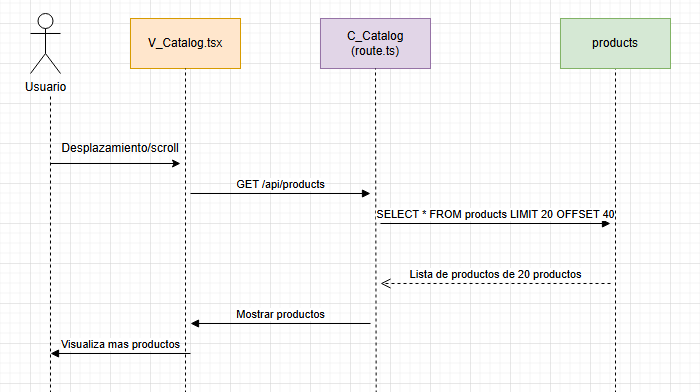 Usuario
V_Catalog.tsx
C_Catalog
(route.ts)
products
Desplazamiento/scroll
GET /api/products
SELECT * FROM products LIMIT 20 OFFSET 40
Lista de productos de 20 productos
Mostrar productos
Visualiza mas productos